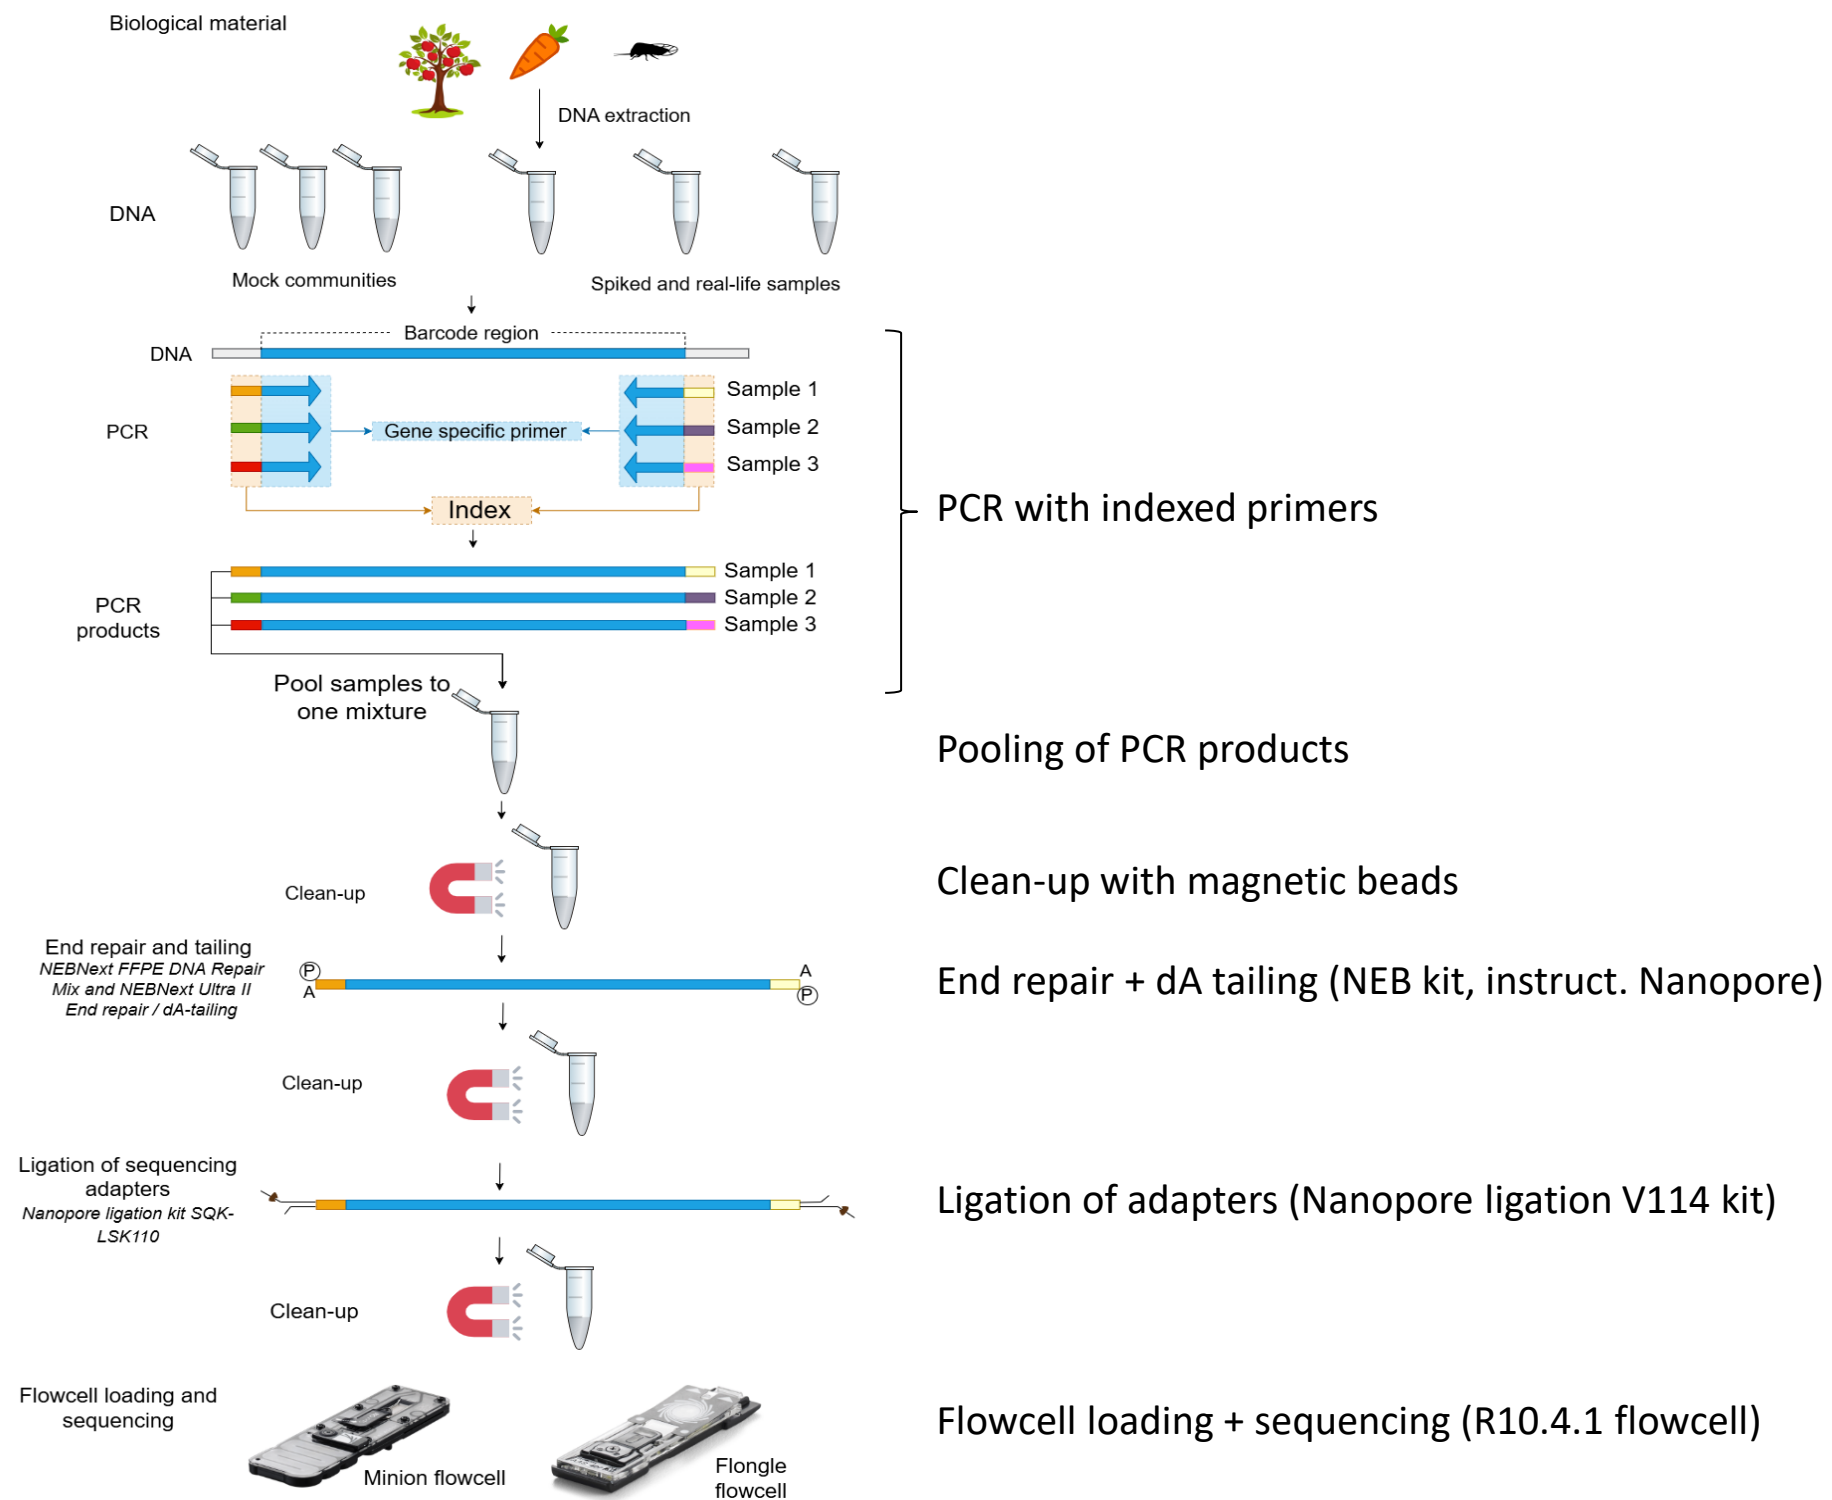 Biological material
DNA extraction
DNA
Mock communities
Spiked and real-life samples
Barcode region
DNA
Sample 1
PCR
Gene specific primer
Sample 2
Sample 3
Index
PCR with indexed primers
Sample 1
PCR
products
Sample 2
Sample 3
Pool samples to
one mixture
Pooling of PCR products
Clean-up
Clean-up with magnetic beads
End repair and tailing
NEBNext FFPE DNA Repair
Mix and NEBNext Ultra II
End repair / dA-tailing
P
A
A
P
End repair + dA tailing (NEB kit, instruct. Nanopore)
Clean-up
Ligation of sequencing
adapters
Nanopore ligation kit SQK-
LSK110
Ligation of adapters (Nanopore ligation V114 kit)
Clean-up
Flowcell loading and
sequencing
Minion flowcell
Flongle
flowcell
Flowcell loading + sequencing (R10.4.1 flowcell)